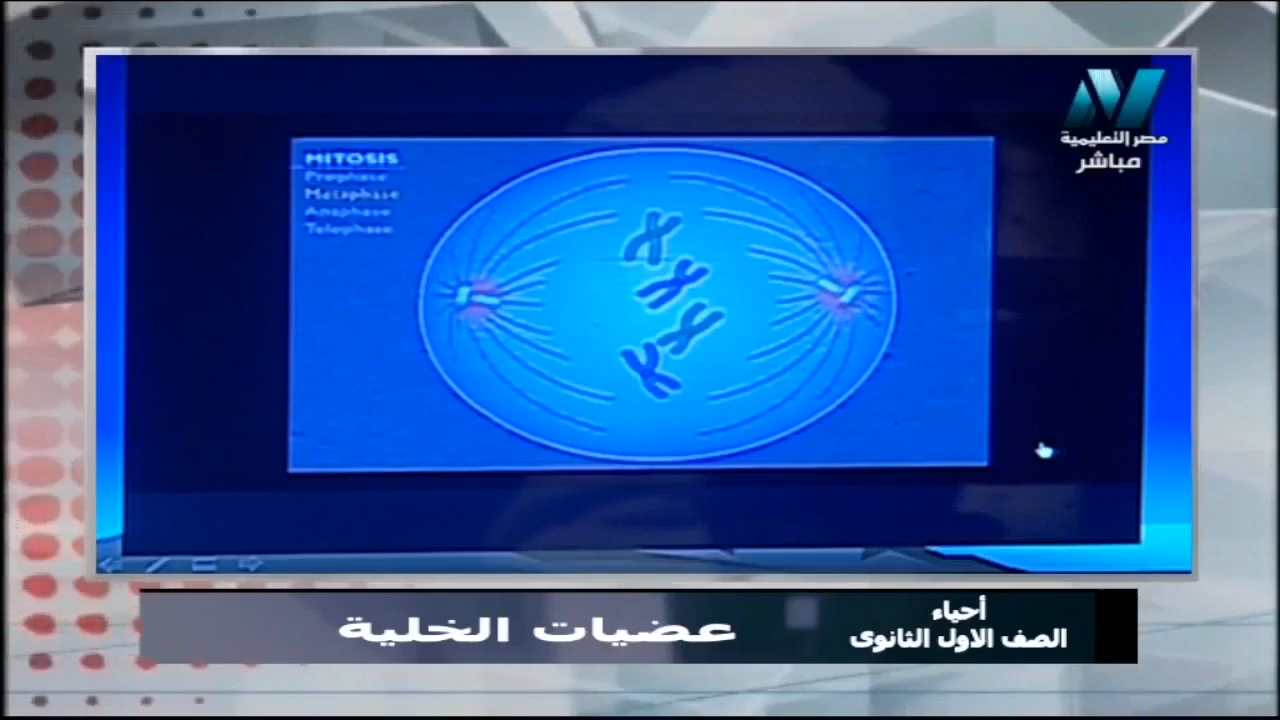 مصر التعليمية
مباشر
MITOSIS
Prophase
Metaphase
Anaphase
Telophase
أحياء
الصف الاول الثانوى
عضيات الخلية